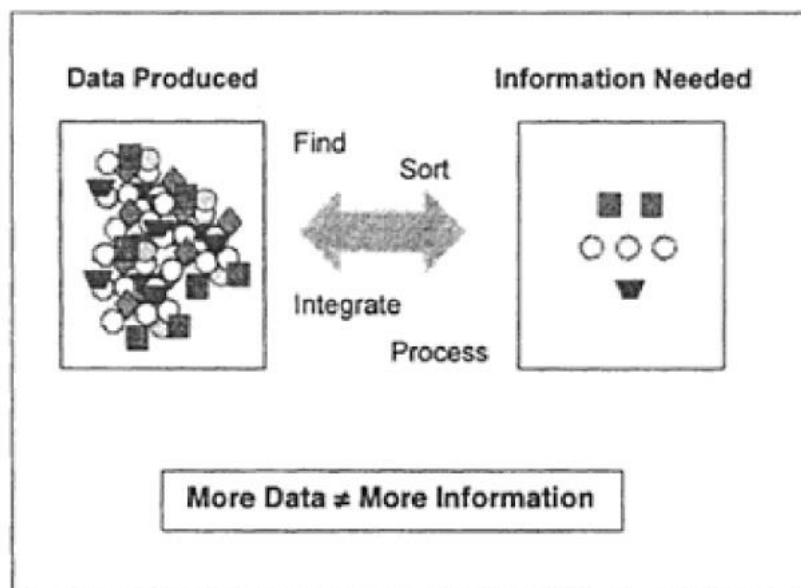 Data Produced
Information Needed
Find
Sort
Integrate
Process
More Data ≠ More Information